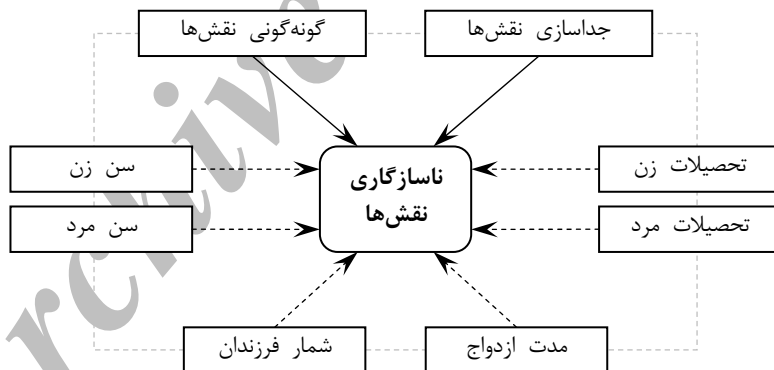 جداسازی نقش‌ها
گونه‌گونی نقش‌ها
تحصیلات زن
سن زن
ناسازگاری
نقش‌ها
تحصیلات مرد
سن مرد
مدت ازدواج
شمار فرزندان
rchive